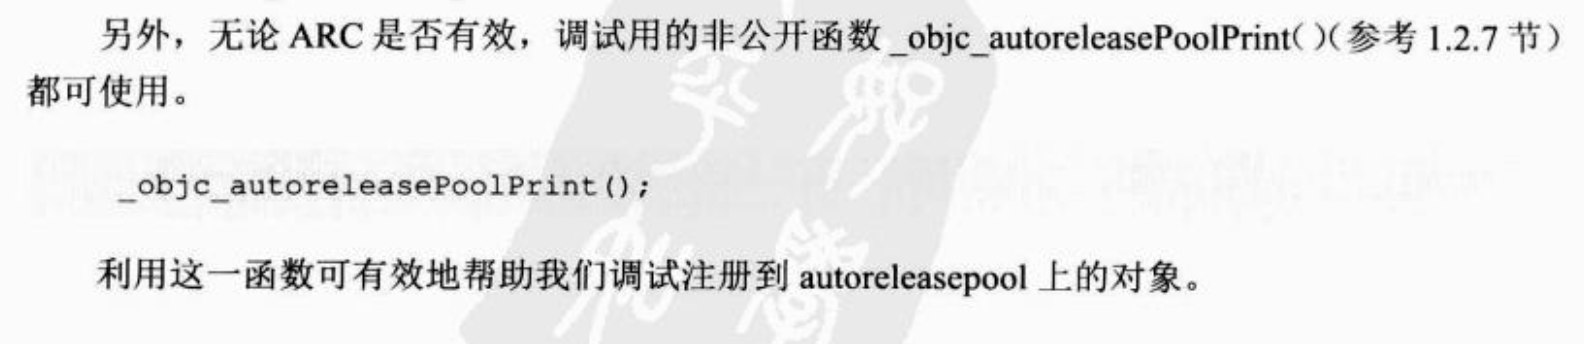 另外，无论 ARC 是否有效，调试用的非公开函数 _objc_autoreleasePoolPrint( )(参考 1.2.7 节）
都可使用。
_objc_autoreleasePoolPrint();
利用这一函数可有效地帮助我们调试注册到 autoreleasepool 上的对象。